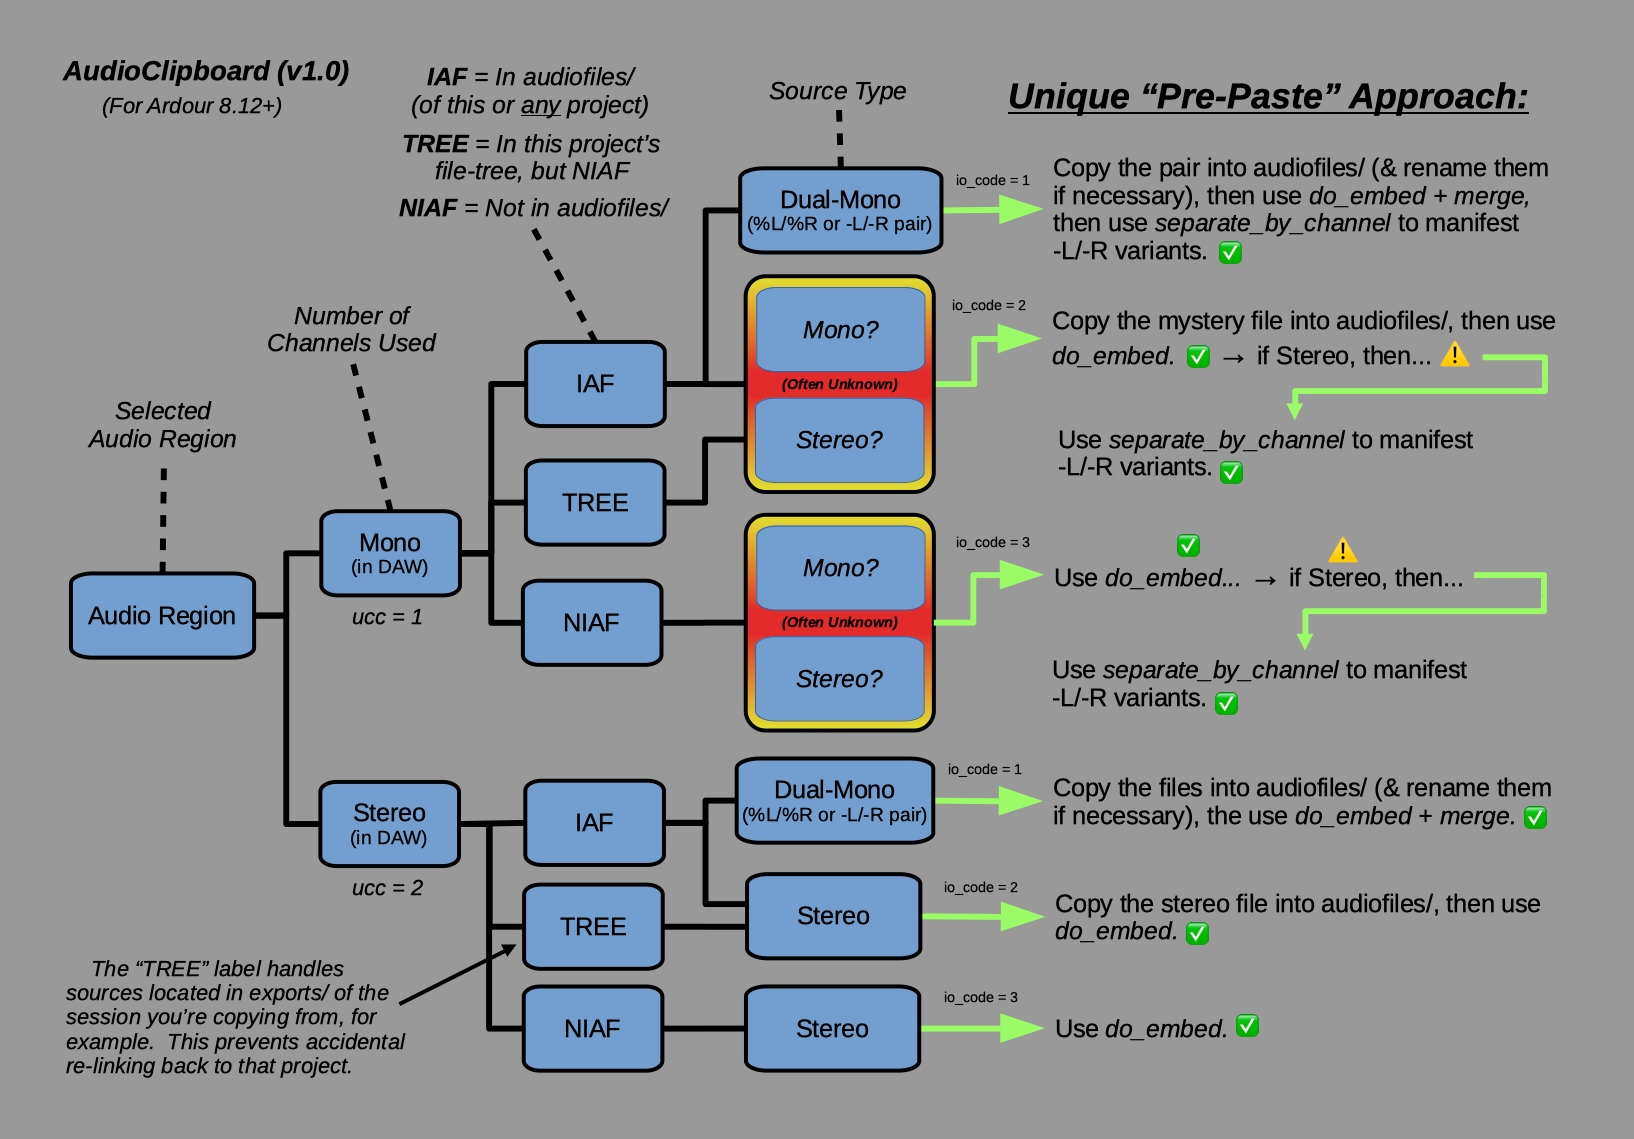 AudioClipboard (v1.0)
(For Ardour 8.12+)
IAF = In audiofiles/
(of this or any project)
TREE = In this project's
file-tree, but NIAF
NIAF = Not in audiofiles/
Source Type
Unique “Pre-Paste” Approach:
Number of
Channels Used
Selected
Audio Region
Audio Region
Mono
(in DAW)
ucc = 1
IAF
TREE
NIAF
Dual-Mono
(%L/%R or -L/-R pair)
io_code = 1
Copy the pair into audiofiles/ (& rename them
if necessary), then use do_embed + merge,
then use separate_by_channel to manifest
-L/-R variants. ✅
Mono?
(Often Unknown)
Stereo?
io_code = 2
Copy the mystery file into audiofiles/, then use
do_embed. ✅ → if Stereo, then... ⚠️
Use separate_by_channel to manifest
-L/-R variants. ✅
Mono?
(Often Unknown)
Stereo?
io_code = 3
✅ ⚠️
Use do_embed... → if Stereo, then...
Use separate_by_channel to manifest
-L/-R variants. ✅
Stereo
(in DAW)
ucc = 2
IAF
TREE
NIAF
Dual-Mono
(%L/%R or -L/-R pair)
io_code = 1
Copy the files into audiofiles/ (& rename them
if necessary), the use do_embed + merge. ✅
Stereo
io_code = 2
Copy the stereo file into audiofiles/, then use
do_embed. ✅
Stereo
io_code = 3
Use do_embed. ✅
The “TREE” label handles
sources located in exports/ of the
session you're copying from, for
example. This prevents accidental
re-linking back to that project.